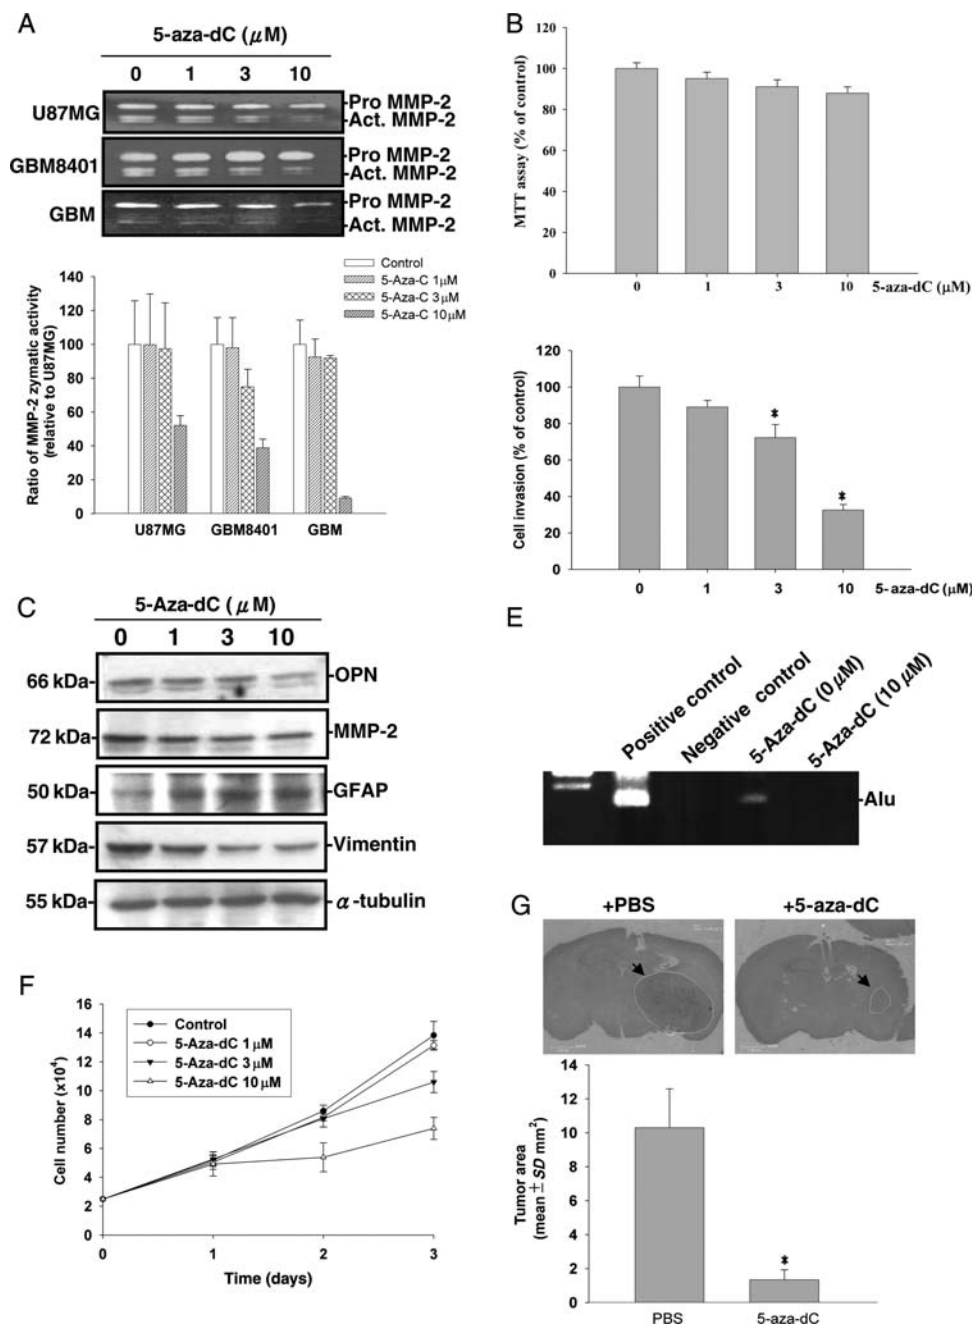 A
5-aza-dC (μM)
0 1 3 10
U87MG
Pro MMP-2
Act. MMP-2
GBM8401
Pro MMP-2
Act. MMP-2
GBM
Pro MMP-2
Act. MMP-2
Control
5-Aza-C 1μM
5-Aza-C 3μM
5-Aza-C 10μM
Ratio of MMP-2 zymatic activity
(relative to U87MG)
140
120
100
80
60
40
20
0
U87MG GBM8401 GBM
B
MTT assay (% of control)
120
100
80
60
40
20
0
0 1 3 10 5-aza-dC (μM)
Cell invasion (% of control)
120
100
80
60
40
20
0
* *
0 1 3 10 5-aza-dC (μM)
C
5-Aza-dC (μM)
0 1 3 10
66 kDa OPN
72 kDa MMP-2
50 kDa GFAP
57 kDa Vimentin
55 kDa α-tubulin
E
Positive control
Negative control
5-Aza-dC (0 μM)
5-Aza-dC (10 μM)
Alu
F
Control
5-Aza-dC 1μM
5-Aza-dC 3μM
5-Aza-dC 10μM
Cell number (x10⁴)
16
14
12
10
8
6
4
2
0
0 1 2 3
Time (days)
G
+PBS +5-aza-dC
Tumor area
(mean ± SD mm²)
14
12
10
8
6
4
2
0
*
PBS 5-aza-dC